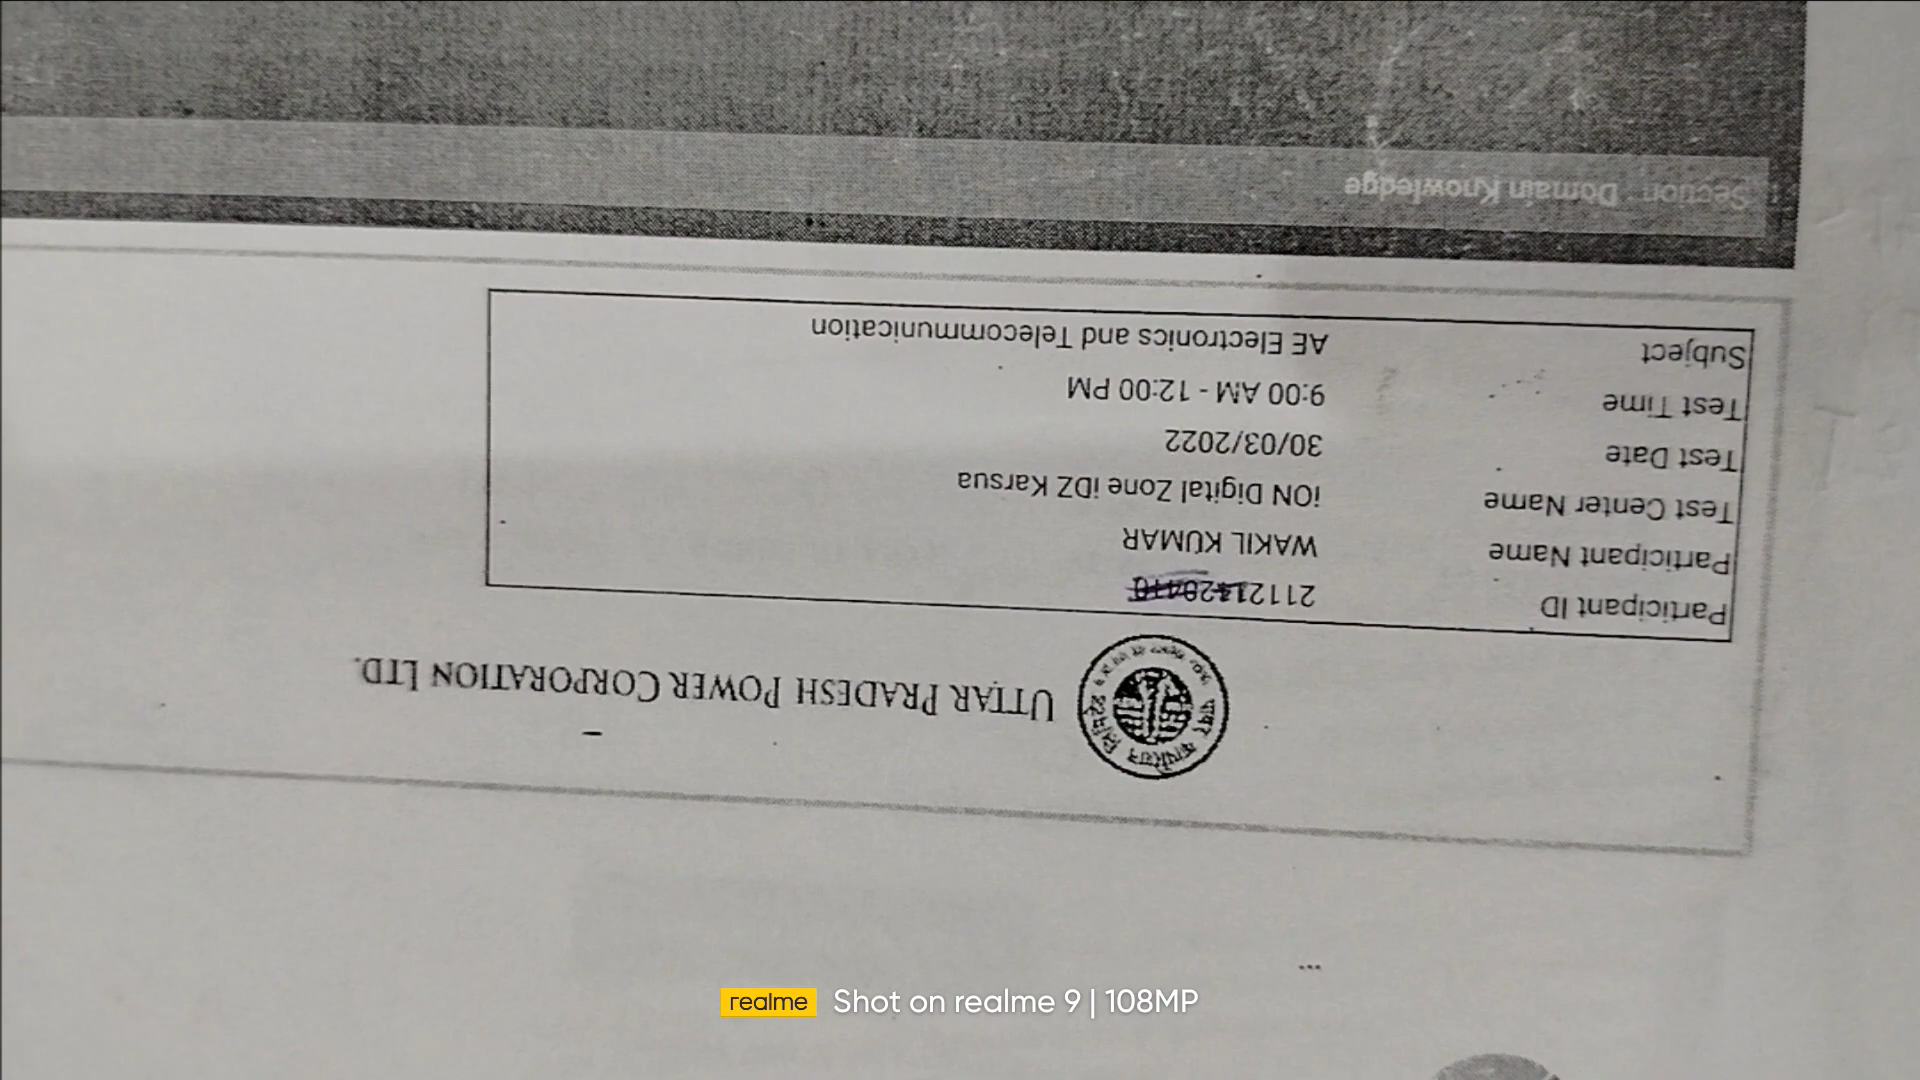 UTTAR PRADESH POWER CORPORATION LTD.
Participant ID 21121
Participant Name WAKIL KUMAR
Test Center Name iON Digital Zone iDZ Karsua
Test Date 30/03/2022
Test Time 9:00 AM - 12:00 PM
Subject AE Electronics and Telecommunication
Section : Domain Knowledge
realme Shot on realme 9 | 108MP